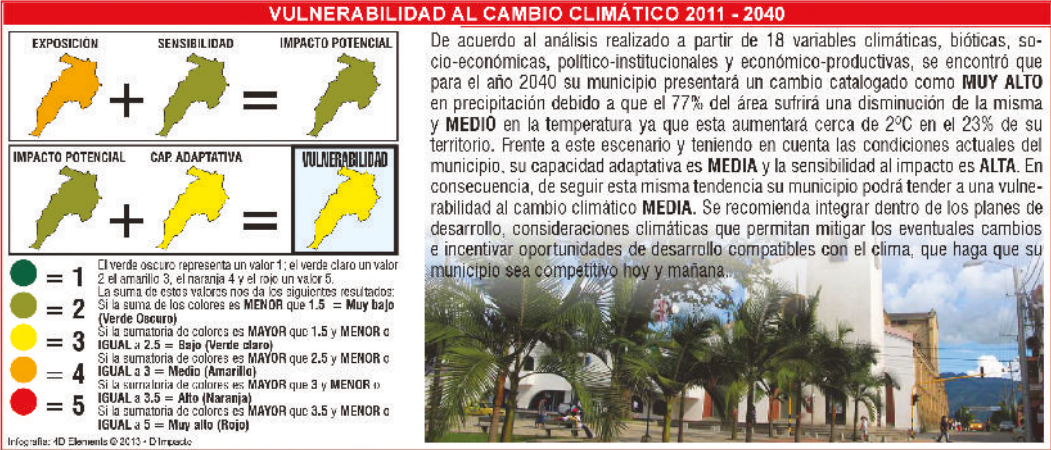 VULNERABILIDAD AL CAMBIO CLIMÁTICO 2011 - 2040
EXPOSICIÓN SENSIBILIDAD IMPACTO POTENCIAL
+ =
IMPACTO POTENCIAL CAP. ADAPTATIVA VULNERABILIDAD
+ =
= 1
= 2
= 3
= 4
= 5
El verde oscuro representa un valor 1; el verde claro un valor
2 el amarillo 3, el naranja 4 y el rojo un valor 5.
La suma de estos valores nos da los siguientes resultados:
Si la suma de los colores es MENOR que 1.5 = Muy bajo
(Verde Oscuro)
Si la sumatoria de colores es MAYOR que 1.5 y MENOR o
IGUAL a 2.5 = Bajo (Verde claro)
Si la sumatoria de colores es MAYOR que 2.5 y MENOR o
IGUAL a 3 = Medio (Amarillo)
Si la sumatoria de colores es MAYOR que 3 y MENOR o
IGUAL a 3.5 = Alto (Naranja)
Si la sumatoria de colores es MAYOR que 3.5 y MENOR o
IGUAL a 5 = Muy alto (Rojo)
Infografía: 4D Elements © 2013 • D Impacto
De acuerdo al análisis realizado a partir de 18 variables climáticas, bióticas, so-
cio-económicas, político-institucionales y económico-productivas, se encontró que
para el año 2040 su municipio presentará un cambio catalogado como MUY ALTO
en precipitación debido a que el 77% del área sufrirá una disminución de la misma
y MEDIO en la temperatura ya que esta aumentará cerca de 2ºC en el 23% de su
territorio. Frente a este escenario y teniendo en cuenta las condiciones actuales del
municipio, su capacidad adaptativa es MEDIA y la sensibilidad al impacto es ALTA. En
consecuencia, de seguir esta misma tendencia su municipio podrá tender a una vulne-
rabilidad al cambio climático MEDIA. Se recomienda integrar dentro de los planes de
desarrollo, consideraciones climáticas que permitan mitigar los eventuales cambios
e incentivar oportunidades de desarrollo compatibles con el clima, que haga que su
municipio sea competitivo hoy y mañana.